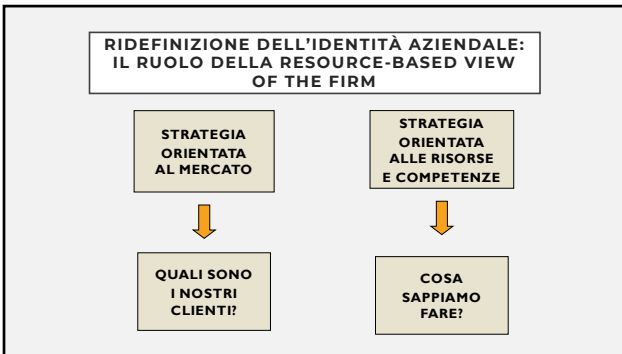 RIDEFINIZIONE DELL'IDENTITÀ AZIENDALE:
IL RUOLO DELLA RESOURCE-BASED VIEW
OF THE FIRM
STRATEGIA
ORIENTATA
AL MERCATO
STRATEGIA
ORIENTATA
ALLE RISORSE
E COMPETENZE
QUALI SONO
I NOSTRI
CLIENTI?
COSA
SAPPIAMO
FARE?